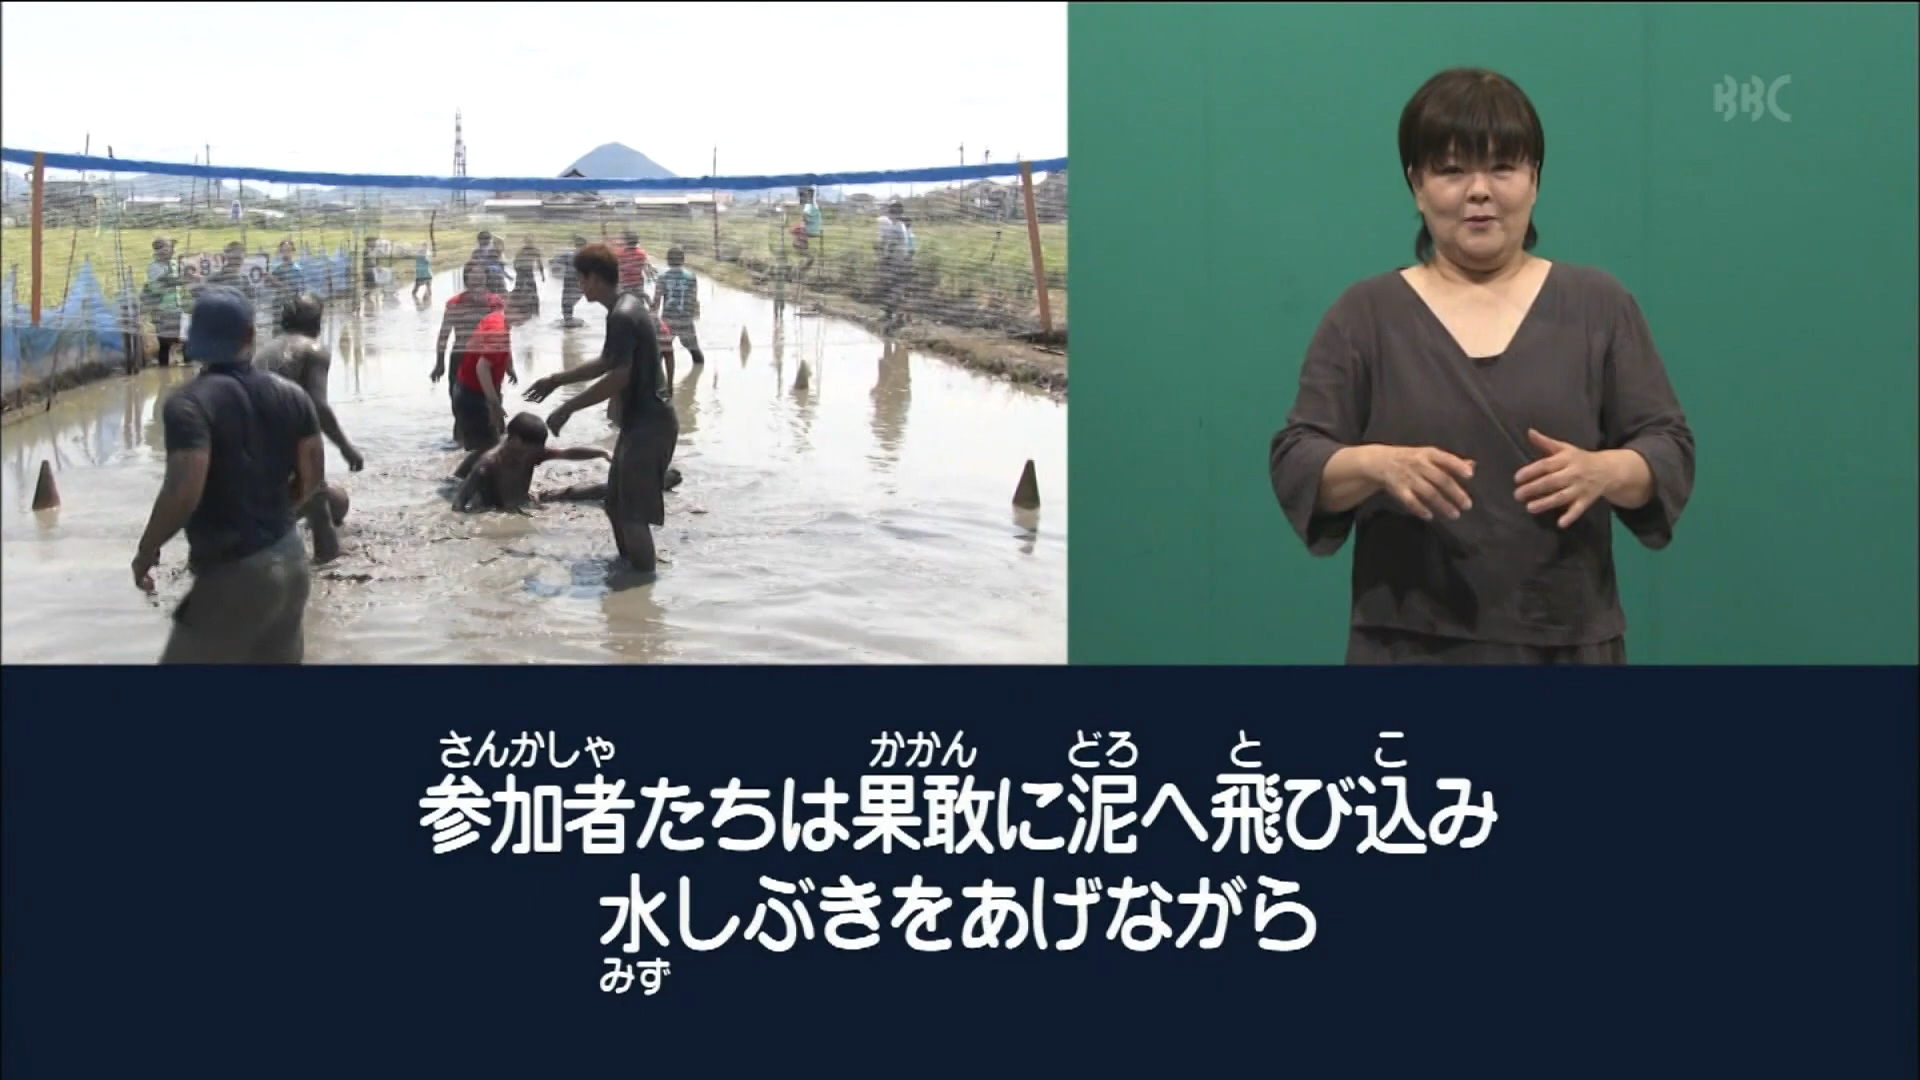 BBC
さんかしゃ かかん どろ と こ
参加者たちは果敢に泥へ飛び込み
水しぶきをあげながら
みず